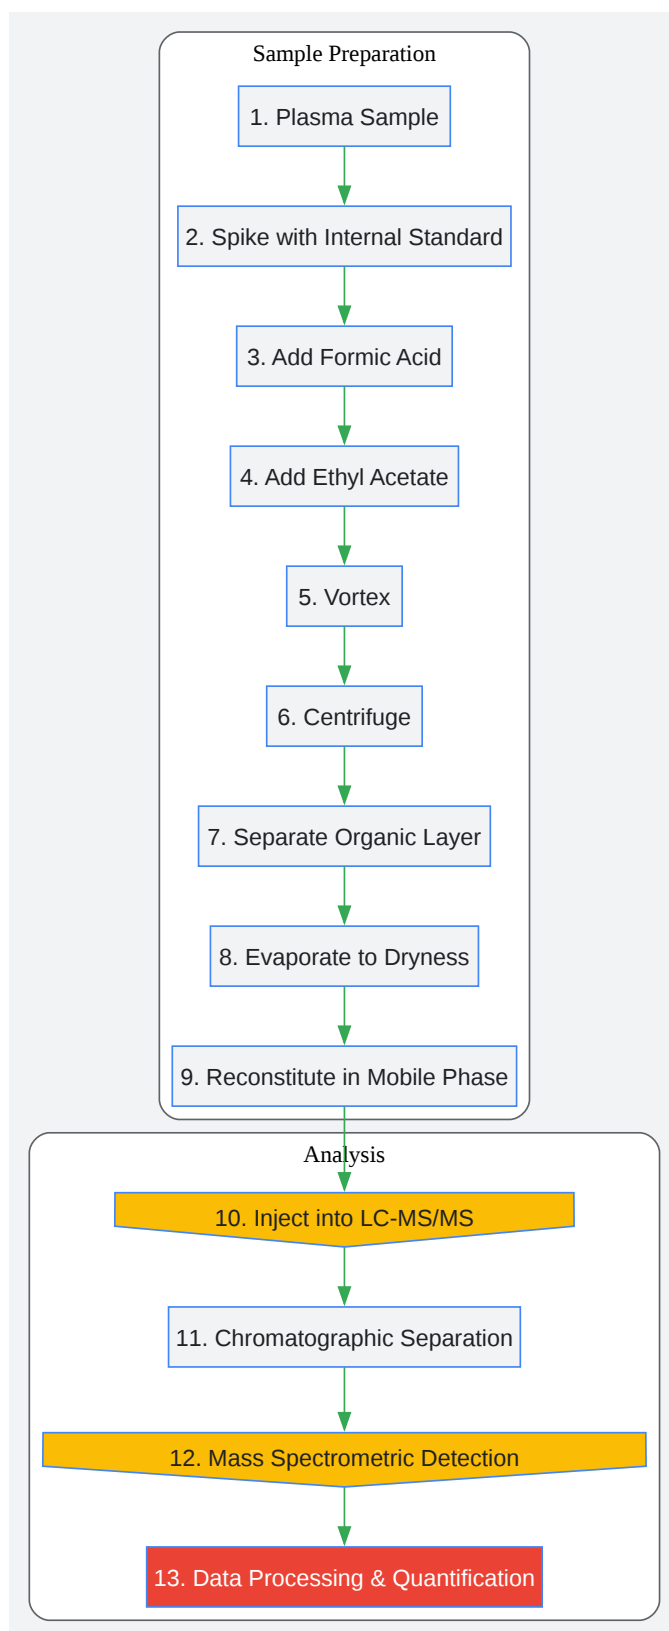 Sample Preparation
1. Plasma Sample
2. Spike with Internal Standard
3. Add Formic Acid
4. Add Ethyl Acetate
5. Vortex
6. Centrifuge
7. Separate Organic Layer
8. Evaporate to Dryness
9. Reconstitute in Mobile Phase
Analysis
10. Inject into LC-MS/MS
11. Chromatographic Separation
12. Mass Spectrometric Detection
13. Data Processing & Quantification